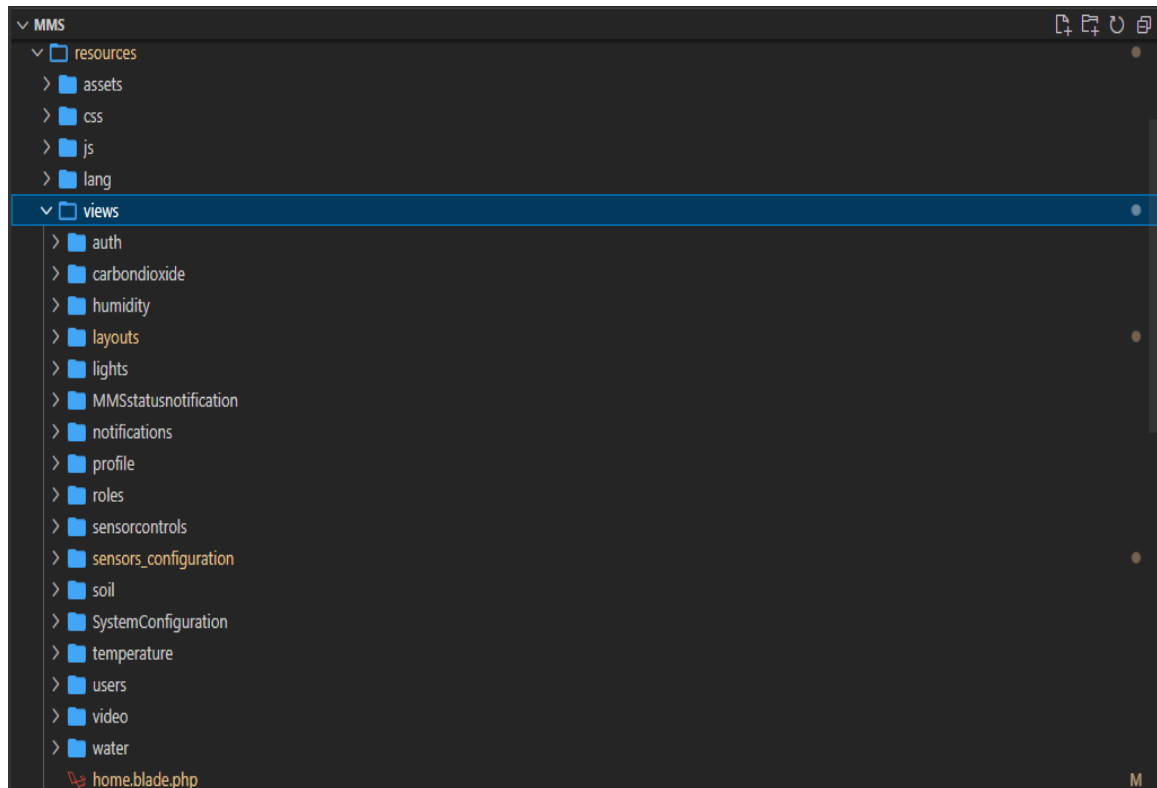 MMS
resources
assets
css
js
lang
views
auth
carbondioxide
humidity
layouts
lights
MMSstatusnotification
notifications
profile
roles
sensorcontrols
sensors_configuration
soil
SystemConfiguration
temperature
users
video
water
home.blade.php M